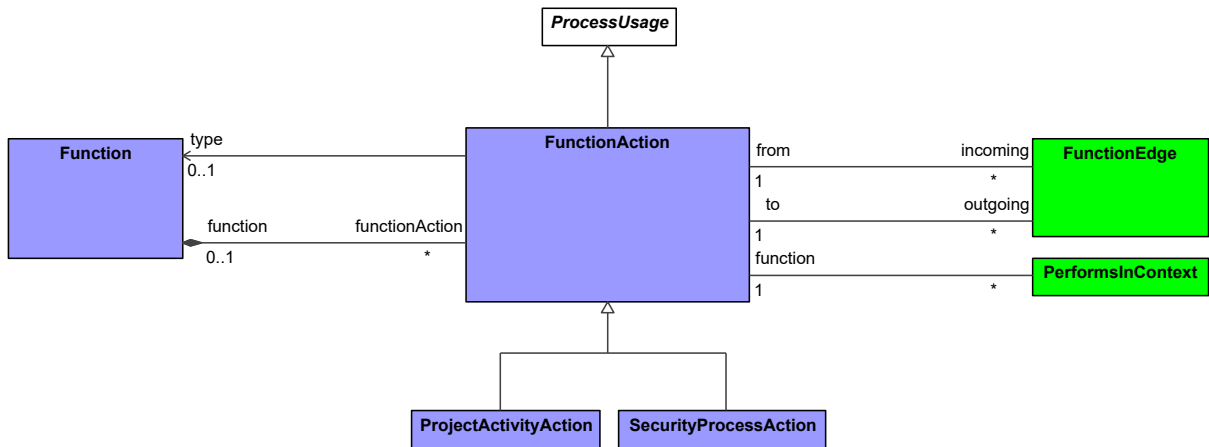 ProcessUsage
Function
type
0..1
function
0..1
functionAction
*
FunctionAction
from
1
incoming
*
to
1
outgoing
*
function
1
*
FunctionEdge
PerformsInContext
ProjectActivityAction
SecurityProcessAction